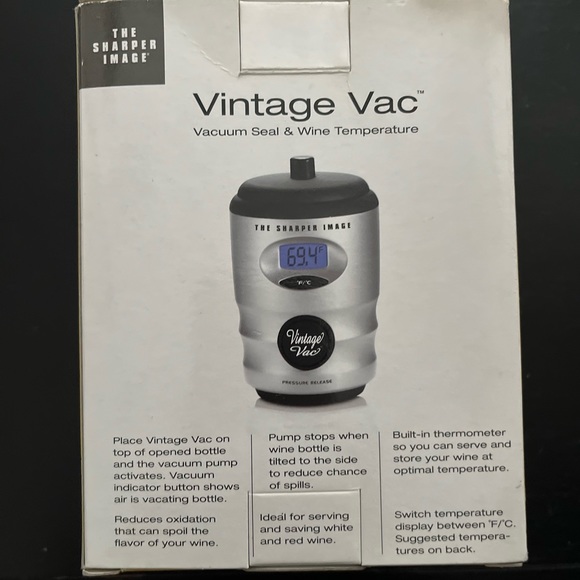 THE
SHARPER
IMAGE®
Vintage Vac™
Vacuum Seal & Wine Temperature
THE SHARPER IMAGE
69.4°F
°F/°C
Vintage
Vac
PRESSURE RELEASE
Place Vintage Vac on
top of opened bottle
and the vacuum pump
activates. Vacuum
indicator button shows
air is vacating bottle.
Reduces oxidation
that can spoil the
flavor of your wine.
Pump stops when
wine bottle is
tilted to the side
to reduce chance
of spills.
Ideal for serving
and saving white
and red wine.
Built-in thermometer
so you can serve and
store your wine at
optimal temperature.
Switch temperature
display between °F/°C.
Suggested tempera-
tures on back.